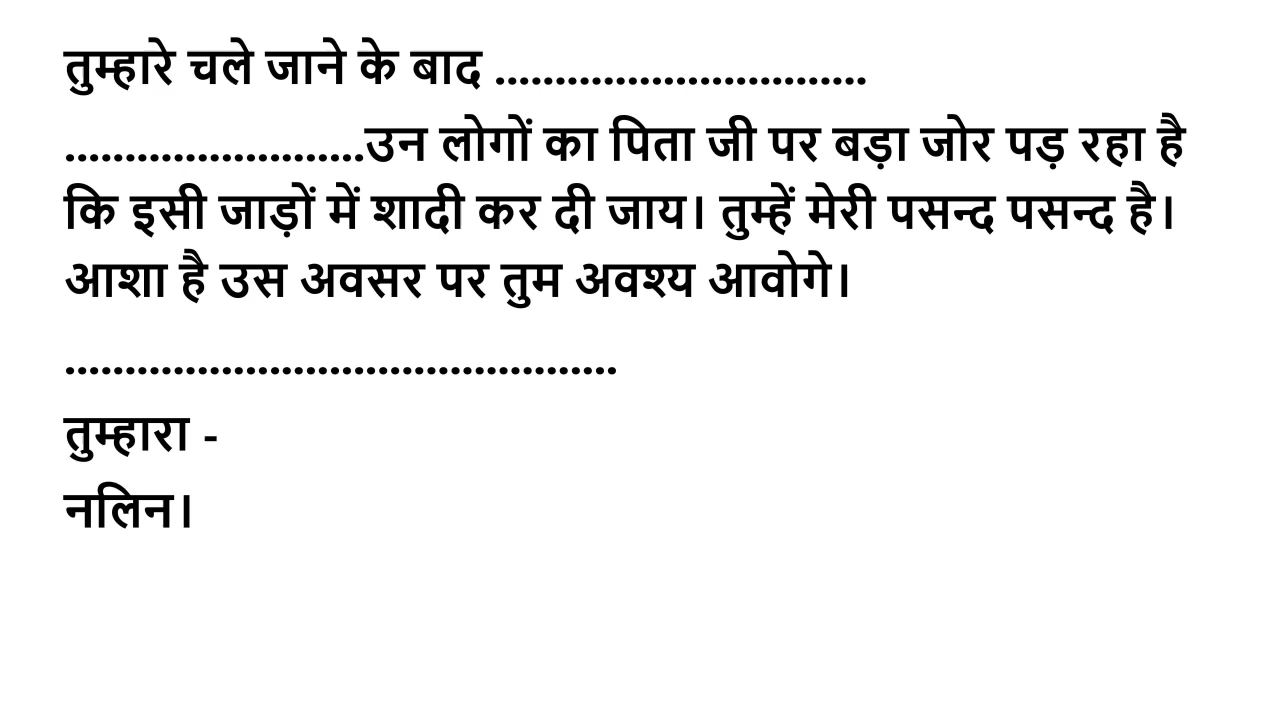 तुम्हारे चले जाने के बाद ...............................
.........................उन लोगों का पिता जी पर बड़ा जोर पड़ रहा है
कि इसी जाड़ों में शादी कर दी जाय। तुम्हें मेरी पसन्द पसन्द है।
आशा है उस अवसर पर तुम अवश्य आवोगे।
..............................................
तुम्हारा -
नलिन।